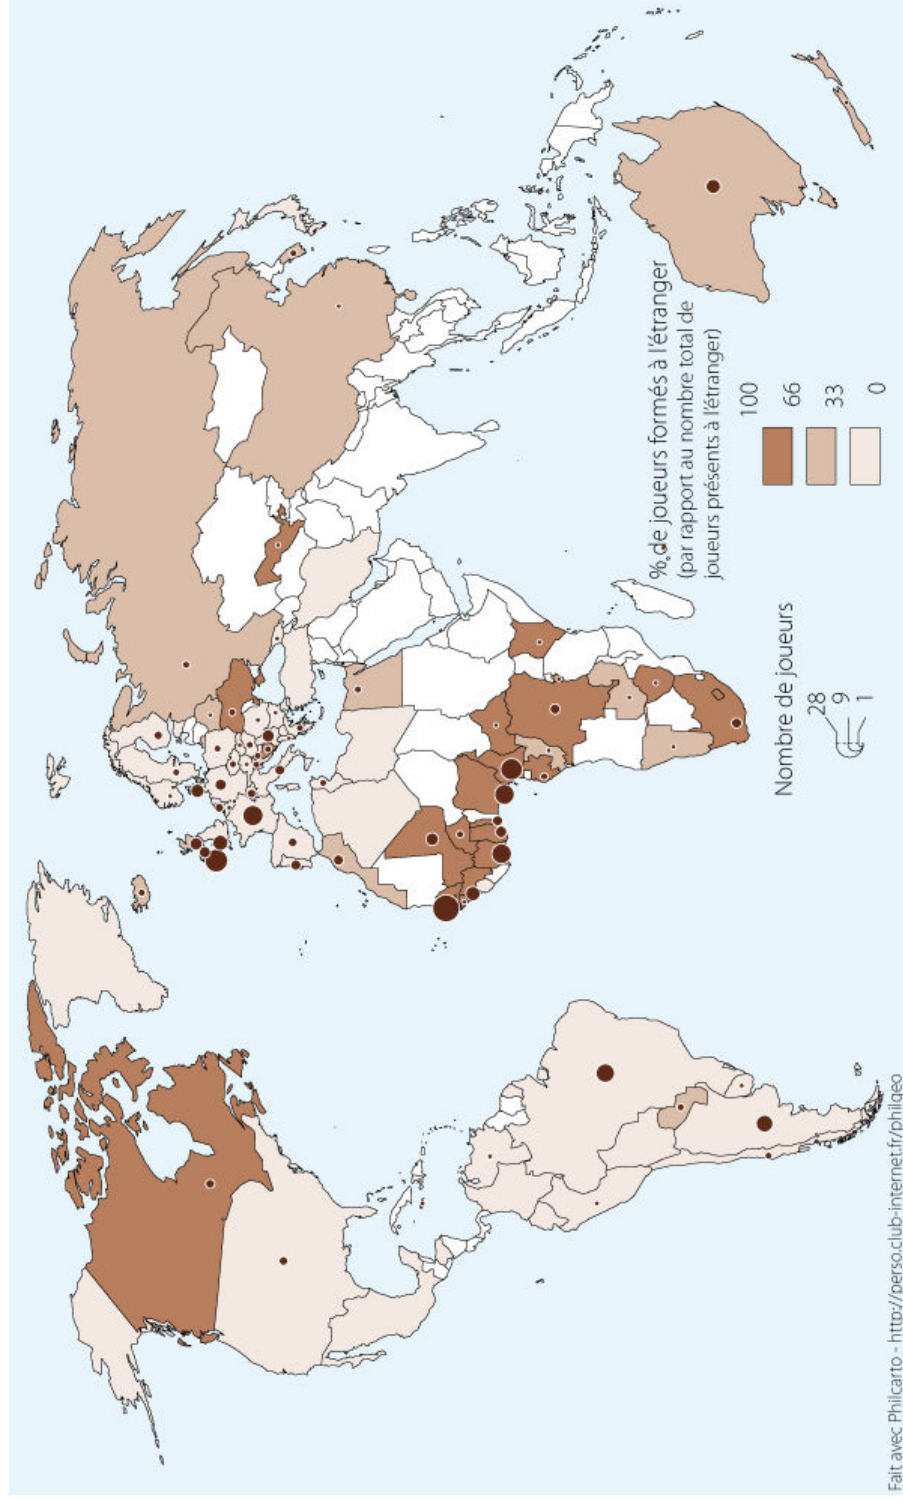 % de joueurs formés à l'étranger
(par rapport au nombre total de
joueurs présents à l'étranger)
100
66
33
0
Nombre de joueurs
28
9
1
Fait avec Philcarto - http://perso.club-internet.fr/philgeo